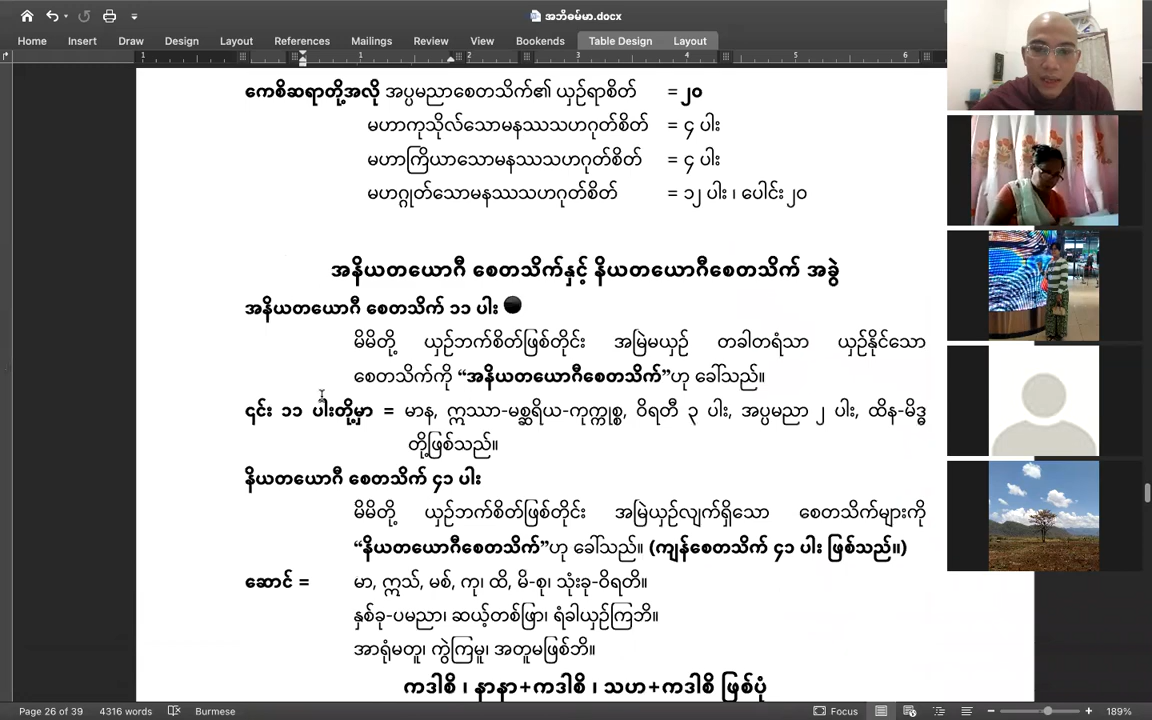 အဘိဓမ္မာ.docx
Home Insert Draw Design Layout References Mailings Review View Bookends Table Design Layout
ကေစိဆရာတို့အလို အပ္ပမညာစေတသိက်၏ ယှဉ်ရာစိတ် = ၂၀
မဟာကုသိုလ်သောမနဿသဟဂုတ်စိတ် = ၄ ပါး
မဟာကြိယာသောမနဿသဟဂုတ်စိတ် = ၄ ပါး
မဟဂ္ဂုတ်သောမနဿသဟဂုတ်စိတ် = ၁၂ ပါး ၊ ပေါင်း ၂၀
အနိယတယောဂီ စေတသိက်နှင့် နိယတယောဂီစေတသိက် အခွဲ
အနိယတယောဂီ စေတသိက် ၁၁ ပါး
မိမိတို့ ယှဉ်ဘက်စိတ်ဖြစ်တိုင်း အမြဲမယှဉ် တခါတရံသာ ယှဉ်နိုင်သော
စေတသိက်ကို “အနိယတယောဂီစေတသိက်”ဟု ခေါ်သည်။
၎င်း ၁၁ ပါးတို့မှာ = မာန, ဣဿာ-မစ္ဆရိယ-ကုက္ကုစ္စ, ဝိရတီ ၃ ပါး, အပ္ပမညာ ၂ ပါး, ထိန-မိဒ္ဓ
တို့ဖြစ်သည်။
နိယတယောဂီ စေတသိက် ၄၁ ပါး
မိမိတို့ ယှဉ်ဘက်စိတ်ဖြစ်တိုင်း အမြဲယှဉ်လျက်ရှိသော စေတသိက်များကို
“နိယတယောဂီစေတသိက်”ဟု ခေါ်သည်။ (ကျန်စေတသိက် ၄၁ ပါး ဖြစ်သည်။)
ဆောင် = မာ, ဣသ်, မစ်, ကု၊ ထိ, မိ-စု၊ သုံးခု-ဝိရတိ။
နှစ်ခု-ပမညာ၊ ဆယ့်တစ်ဖြာ၊ ရံခါယှဉ်ကြဘိ။
အာရုံမတူ၊ ကွဲကြမူ၊ အတူမဖြစ်ဘိ။
ကဒါစိ ၊ နာနာ+ကဒါစိ ၊ သဟ+ကဒါစိ ဖြစ်ပုံ
Page 26 of 39 4316 words Burmese Focus 189%